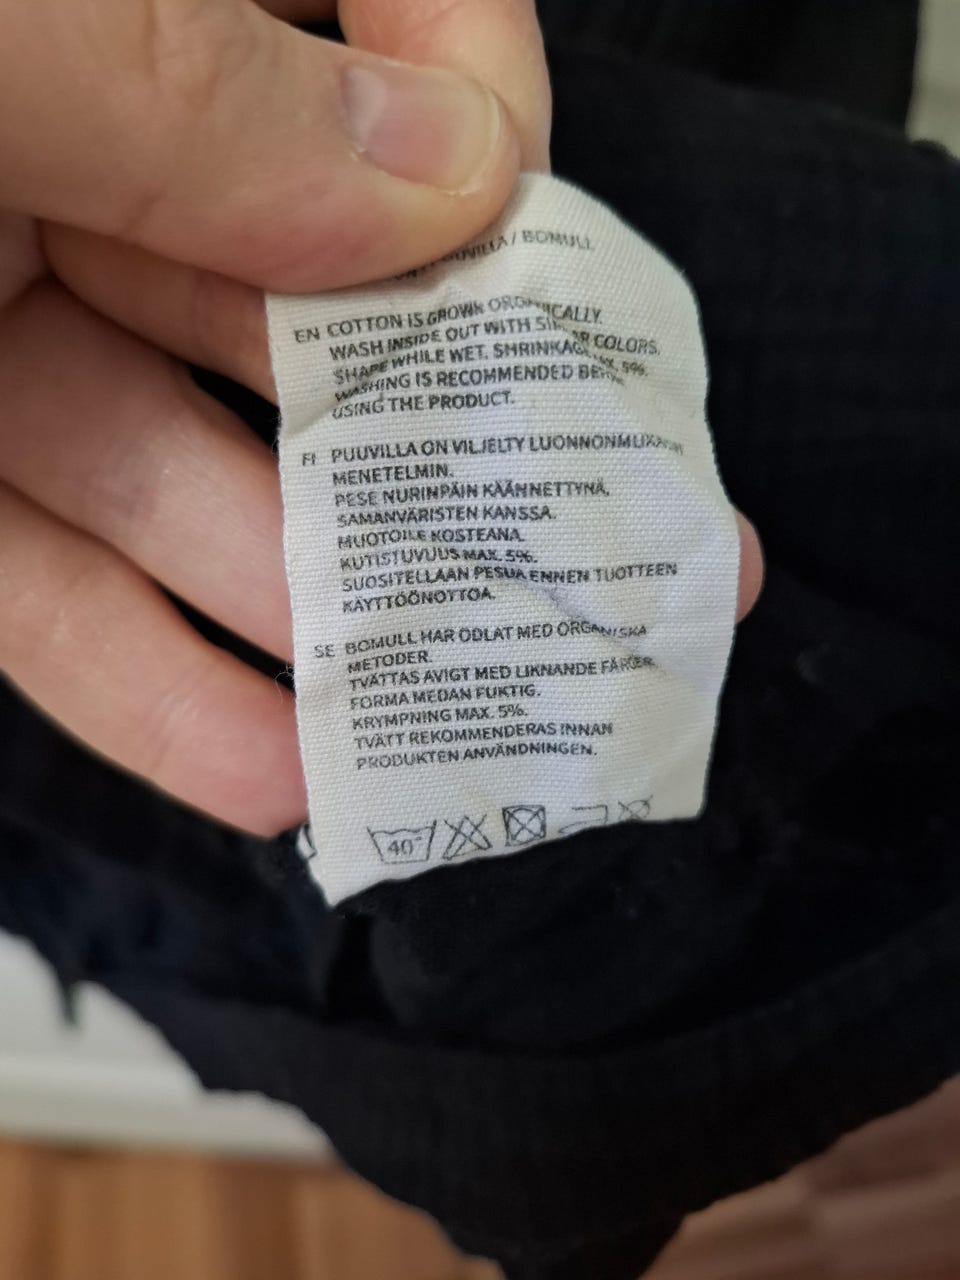 / BOMULL
EN COTTON IS GROWN ORGANICALLY.
WASH INSIDE OUT WITH SIMILAR COLORS.
SHAPE WHILE WET. SHRINKAGE MAX. 5%.
WASHING IS RECOMMENDED BEFORE
USING THE PRODUCT.
FI PUUVILLA ON VILJELTY LUONNONMUKAISIN
MENETELMIN.
PESE NURINPÄIN KÄÄNNETTYNÄ,
SAMANVÄRISTEN KANSSA.
MUOTOILE KOSTEANA.
KUTISTUVUUS MAX. 5%.
SUOSITELLAAN PESUA ENNEN TUOTTEEN
KÄYTTÖÖNOTTOA.
SE BOMULL HAR ODLAT MED ORGANISKA
METODER.
TVÄTTAS AVIGT MED LIKNANDE FÄRGER.
FORMA MEDAN FUKTIG.
KRYMPNING MAX. 5%.
TVÄTT REKOMMENDERAS INNAN
PRODUKTEN ANVÄNDNINGEN.
40°